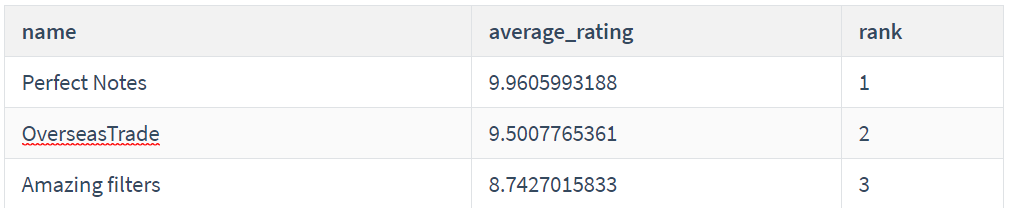 name average_rating rank
Perfect Notes 9.9605993188 1
OverseasTrade 9.5007765361 2
Amazing filters 8.7427015833 3